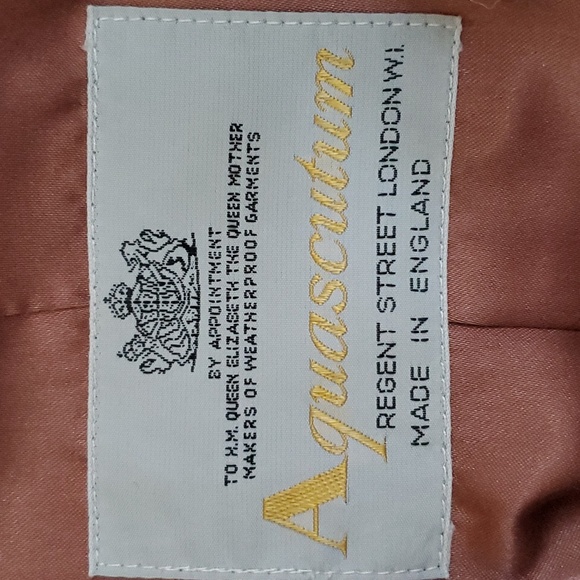 BY APPOINTMENT
TO H.M. QUEEN ELIZABETH THE QUEEN MOTHER
MAKERS OF WEATHERPROOF GARMENTS
Aquascutum
REGENT STREET LONDON W.I.
MADE IN ENGLAND